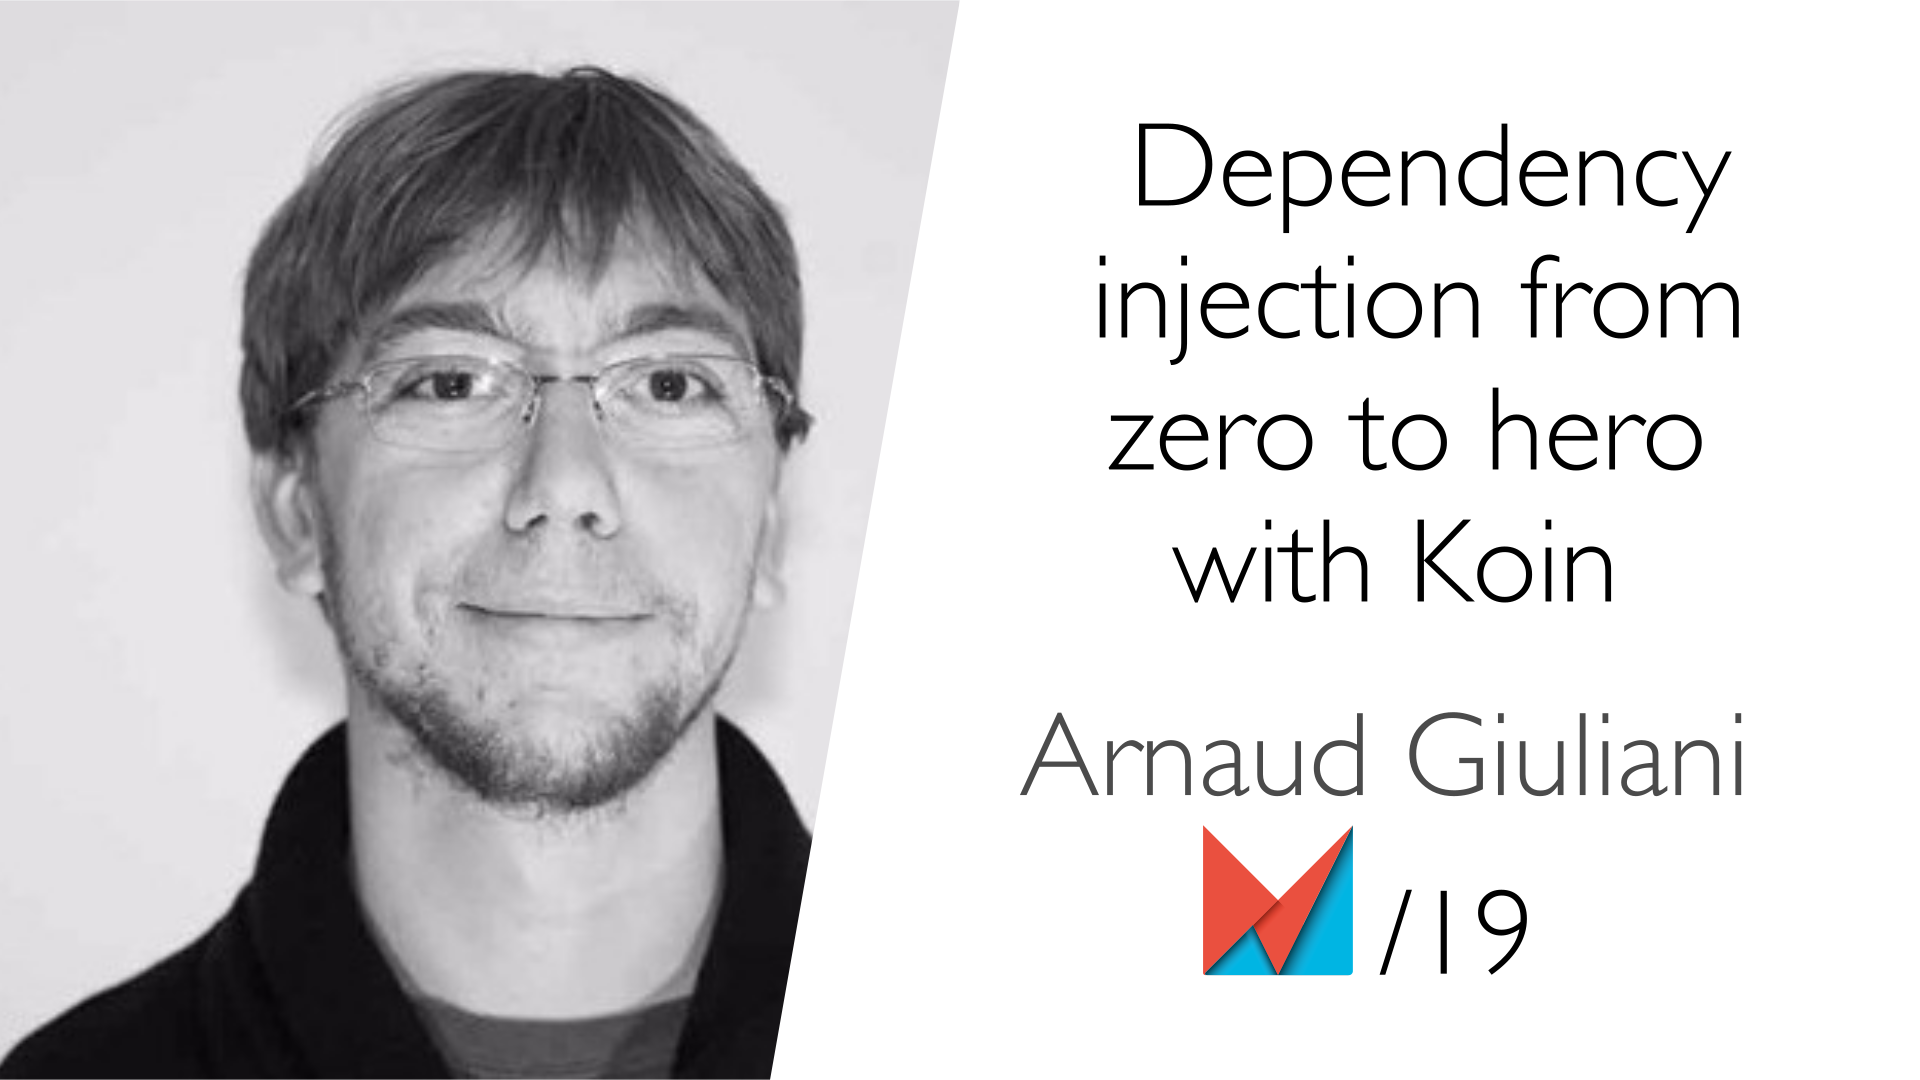 Dependency
injection from
zero to hero
with Koin
Arnaud Giuliani
/19